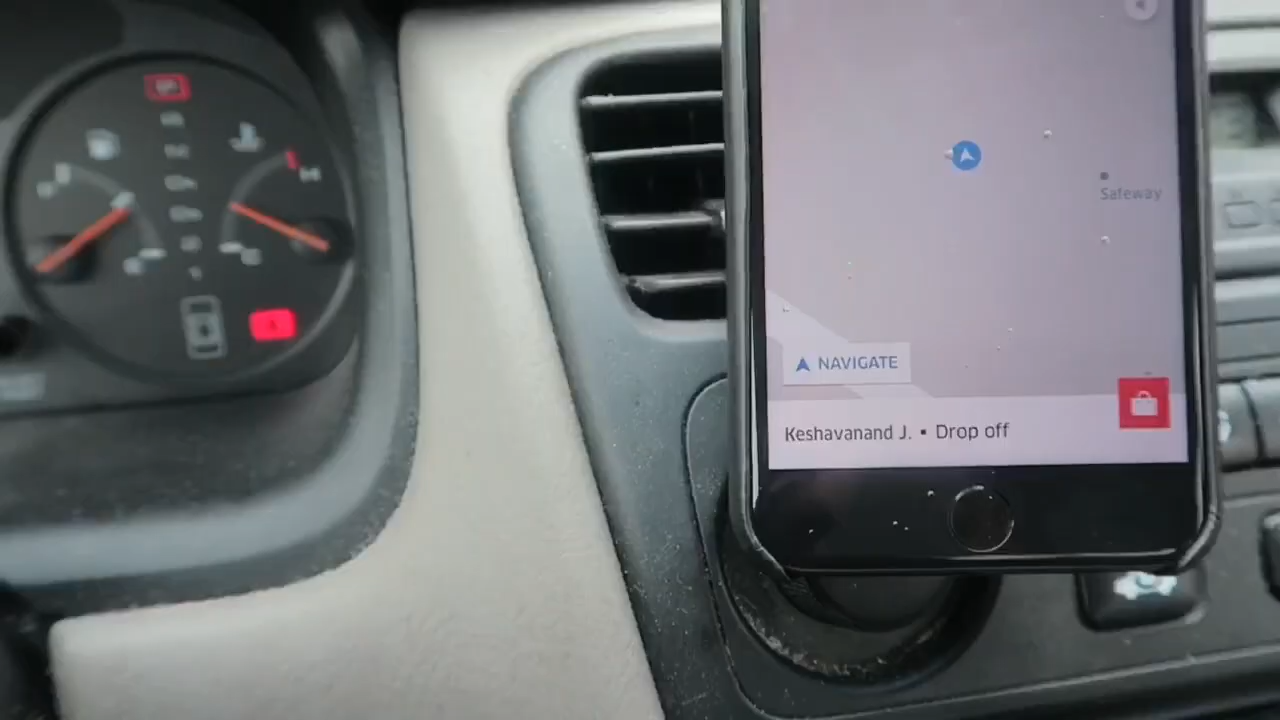 Safeway
NAVIGATE
Keshavanand J. • Drop off